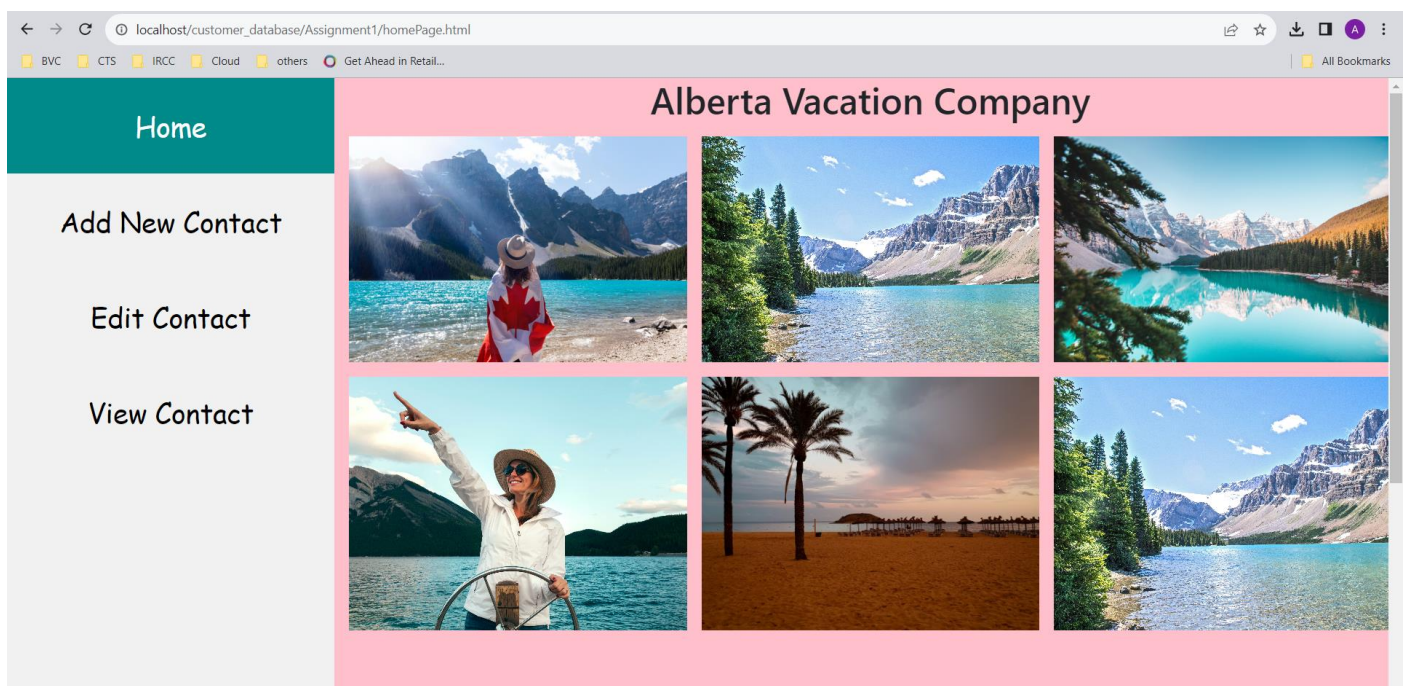 localhost/customer_database/Assignment1/homePage.html
A
BVC CTS IRCC Cloud others Get Ahead in Retail... All Bookmarks
Home
Add New Contact
Edit Contact
View Contact
Alberta Vacation Company